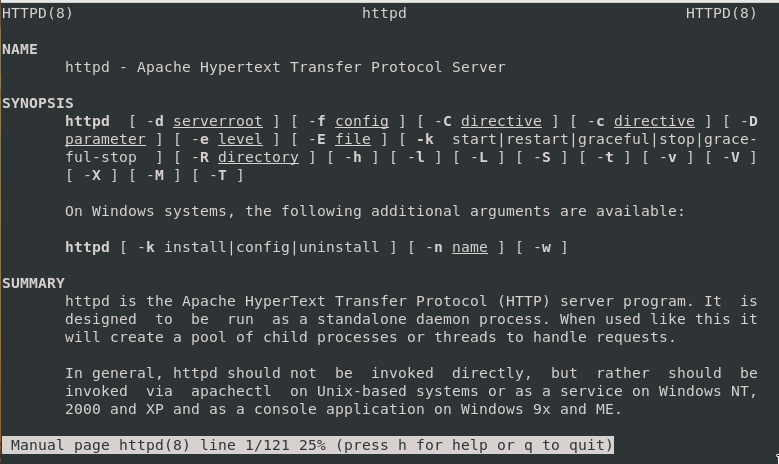 HTTPD(8) httpd HTTPD(8)
NAME
httpd - Apache Hypertext Transfer Protocol Server
SYNOPSIS
httpd [ -d serverroot ] [ -f config ] [ -C directive ] [ -c directive ] [ -D
parameter ] [ -e level ] [ -E file ] [ -k start|restart|graceful|stop|grace-
ful-stop ] [ -R directory ] [ -h ] [ -l ] [ -L ] [ -S ] [ -t ] [ -v ] [ -V ]
[ -X ] [ -M ] [ -T ]
On Windows systems, the following additional arguments are available:
httpd [ -k install|config|uninstall ] [ -n name ] [ -w ]
SUMMARY
httpd is the Apache HyperText Transfer Protocol (HTTP) server program. It is
designed to be run as a standalone daemon process. When used like this it
will create a pool of child processes or threads to handle requests.
In general, httpd should not be invoked directly, but rather should be
invoked via apachectl on Unix-based systems or as a service on Windows NT,
2000 and XP and as a console application on Windows 9x and ME.
Manual page httpd(8) line 1/121 25% (press h for help or q to quit)